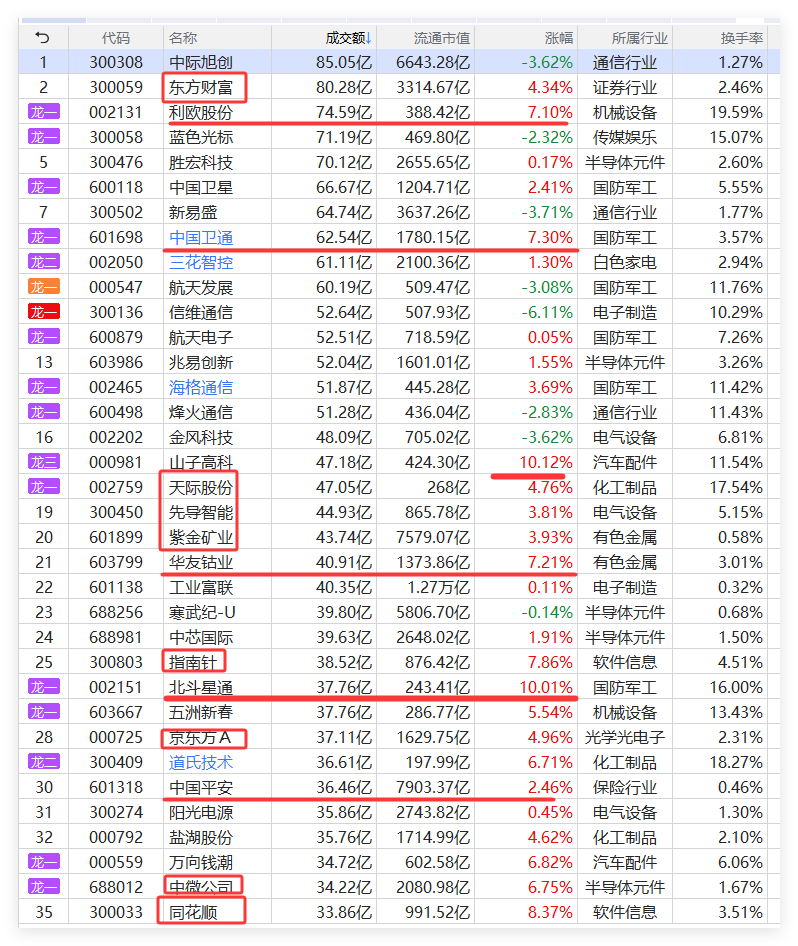 代码 名称 成交额↓ 流通市值 涨幅 所属行业 换手率
1 300308 中际旭创 85.05亿 6643.28亿 -3.62% 通信行业 1.27%
2 300059 东方财富 80.28亿 3314.67亿 4.34% 证券行业 2.46%
龙一 002131 利欧股份 74.59亿 388.42亿 7.10% 机械设备 19.59%
龙一 300058 蓝色光标 71.19亿 469.80亿 -2.32% 传媒娱乐 15.07%
5 300476 胜宏科技 70.12亿 2655.65亿 0.17% 半导体元件 2.60%
龙一 600118 中国卫星 66.67亿 1204.71亿 2.41% 国防军工 5.55%
7 300502 新易盛 64.74亿 3637.26亿 -3.71% 通信行业 1.77%
龙一 601698 中国卫通 62.54亿 1780.15亿 7.30% 国防军工 3.57%
龙二 002050 三花智控 61.11亿 2100.36亿 1.30% 白色家电 2.94%
龙一 000547 航天发展 60.19亿 509.47亿 -3.08% 国防军工 11.76%
龙一 300136 信维通信 52.64亿 507.93亿 -6.11% 电子制造 10.29%
龙一 600879 航天电子 52.51亿 718.59亿 0.05% 国防军工 7.26%
13 603986 兆易创新 52.04亿 1601.01亿 1.55% 半导体元件 3.26%
龙一 002465 海格通信 51.87亿 445.28亿 3.69% 国防军工 11.42%
龙一 600498 烽火通信 51.28亿 436.04亿 -2.83% 通信行业 11.43%
16 002202 金风科技 48.09亿 705.02亿 -3.62% 电气设备 6.81%
龙三 000981 山子高科 47.18亿 424.30亿 10.12% 汽车配件 11.54%
龙一 002759 天际股份 47.05亿 268亿 4.76% 化工制品 17.54%
19 300450 先导智能 44.93亿 865.78亿 3.81% 电气设备 5.15%
20 601899 紫金矿业 43.74亿 7579.07亿 3.93% 有色金属 0.58%
21 603799 华友钴业 40.91亿 1373.86亿 7.21% 有色金属 3.01%
22 601138 工业富联 40.35亿 1.27万亿 0.11% 电子制造 0.32%
23 688256 寒武纪-U 39.80亿 5806.70亿 -0.14% 半导体元件 0.68%
24 688981 中芯国际 39.63亿 2648.02亿 1.91% 半导体元件 1.50%
25 300803 指南针 38.52亿 876.42亿 7.86% 软件信息 4.51%
龙一 002151 北斗星通 37.76亿 243.41亿 10.01% 国防军工 16.00%
龙一 603667 五洲新春 37.76亿 286.77亿 5.54% 机械设备 13.43%
28 000725 京东方A 37.11亿 1629.75亿 4.96% 光学光电子 2.31%
龙二 300409 道氏技术 36.61亿 197.99亿 6.71% 化工制品 18.27%
30 601318 中国平安 36.46亿 7903.37亿 2.46% 保险行业 0.46%
31 300274 阳光电源 35.86亿 2743.82亿 0.45% 电气设备 1.30%
32 000792 盐湖股份 35.76亿 1714.99亿 4.62% 化工制品 2.10%
龙一 000559 万向钱潮 34.72亿 602.58亿 6.82% 汽车配件 6.06%
龙一 688012 中微公司 34.22亿 2080.98亿 6.75% 半导体元件 1.67%
35 300033 同花顺 33.86亿 991.52亿 8.37% 软件信息 3.51%